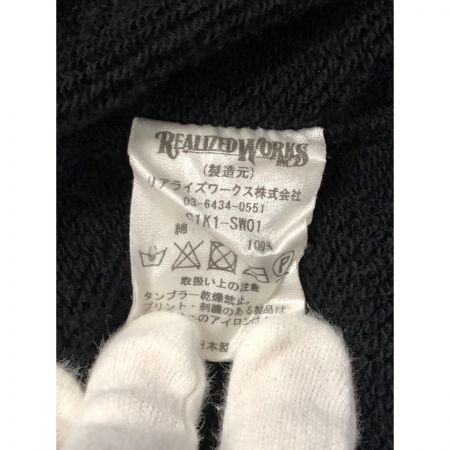 REALIZED WORKS
INC.
(製造元)
リアライズワークス株式会社
03-6434-0551
S1K1-SW01
綿 100%
取扱い上の注意
タンブラー乾燥禁止。
プリント・刺繍のある製品は
のアイロンは
日本製